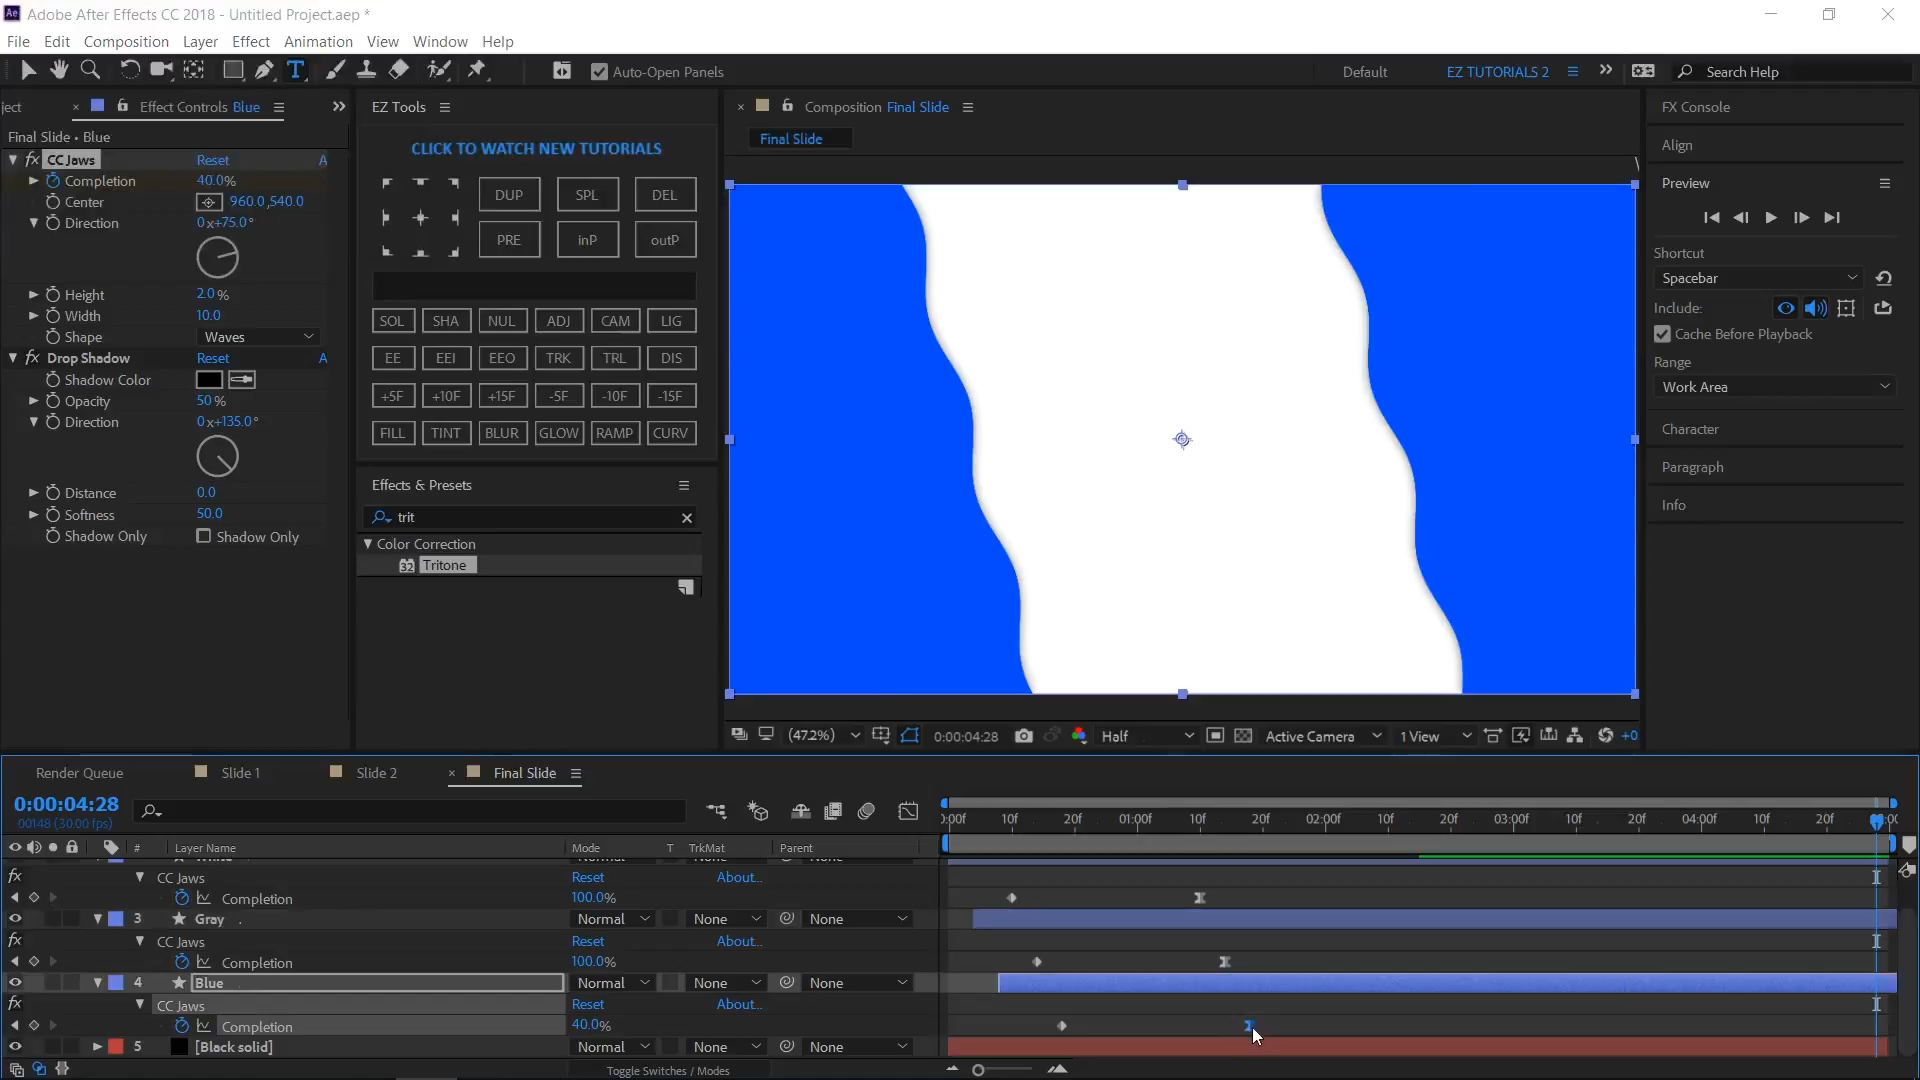 Adobe After Effects CC 2018 - Untitled Project.aep *
File Edit Composition Layer Effect Animation View Window Help
Auto-Open Panels Default EZ TUTORIALS 2 Search Help
ject Effect Controls Blue
Final Slide • Blue
fx CC Jaws Reset A
Completion 40.0%
Center 960.0,540.0
Direction 0x+75.0°
Height 2.0%
Width 10.0
Shape Waves
fx Drop Shadow Reset A
Shadow Color
Opacity 50%
Direction 0x+135.0°
Distance 0.0
Softness 50.0
Shadow Only Shadow Only
EZ Tools
CLICK TO WATCH NEW TUTORIALS
DUP SPL DEL
PRE inP outP
SOL SHA NUL ADJ CAM LIG
EE EEI EEO TRK TRL DIS
+5F +10F +15F -5F -10F -15F
FILL TINT BLUR GLOW RAMP CURV
Effects & Presets
trit
Color Correction
32 Tritone
Composition Final Slide
Final Slide
(47.2%) 0:00:04:28 Half Active Camera 1 View +0
FX Console
Align
Preview
Shortcut
Spacebar
Include:
Cache Before Playback
Range
Work Area
Character
Paragraph
Info
Render Queue Slide 1 Slide 2 Final Slide
0:00:04:28
00148 (30.00 fps)
):00f 10f 20f 01:00f 10f 20f 02:00f 10f 20f 03:00f 10f 20f 04:00f 10f 20f
# Layer Name Mode T TrkMat Parent
fx CC Jaws Reset About...
Completion 100.0%
3 Gray Normal None None
fx CC Jaws Reset About...
Completion 100.0%
4 Blue Normal None None
fx CC Jaws Reset About...
Completion 40.0%
5 [Black solid] Normal None None
Toggle Switches / Modes